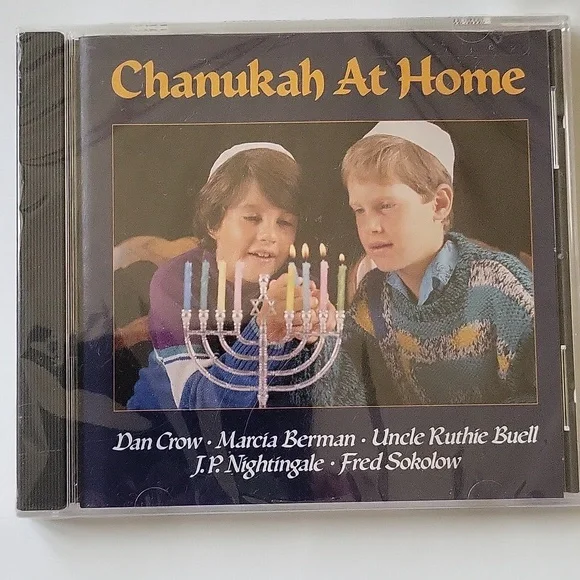 Chanukah At Home
Dan Crow · Marcia Berman · Uncle Ruthie Buell
J.P. Nightingale · Fred Sokolow